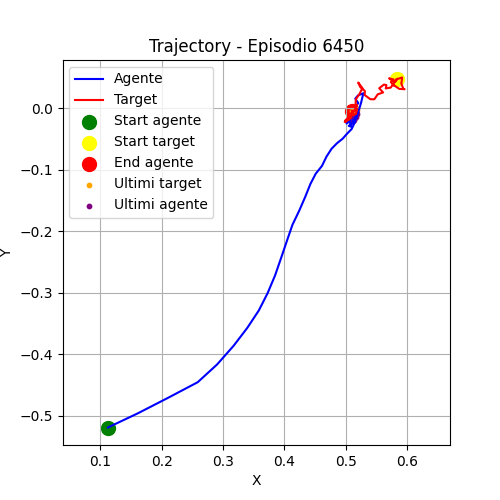 Trajectory - Episodio 6450
Agente
Target
Start agente
Start target
End agente
Ultimi target
Ultimi agente
Y
0.0
−0.1
−0.2
−0.3
−0.4
−0.5
0.1 0.2 0.3 0.4 0.5 0.6
X